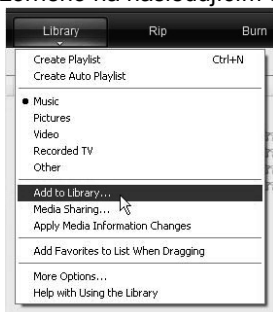 Library Rip Burn
Create Playlist Ctrl+N
Create Auto Playlist
Music
Pictures
Video
Recorded TV
Other
Add to Library...
Media Sharing...
Apply Media Information Changes
Add Favorites to List When Dragging
More Options...
Help with Using the Library